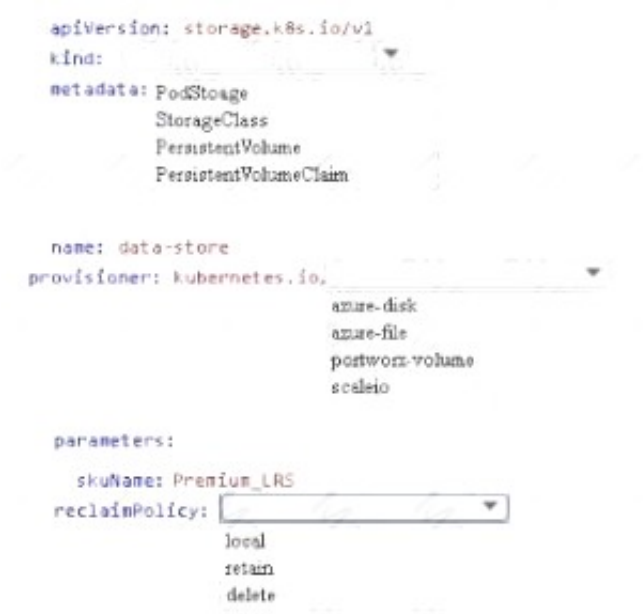 apiVersion: storage.k8s.io/v1
kind:
metadata: PodStoage
StorageClass
PersistentVolume
PersistentVolumeClaim
name: data-store
provisioner: kubernetes.io,
azure-disk
azure-file
portworx-volume
scaleio
parameters:
skuName: Premium_LRS
reclaimPolicy:
local
retain
delete